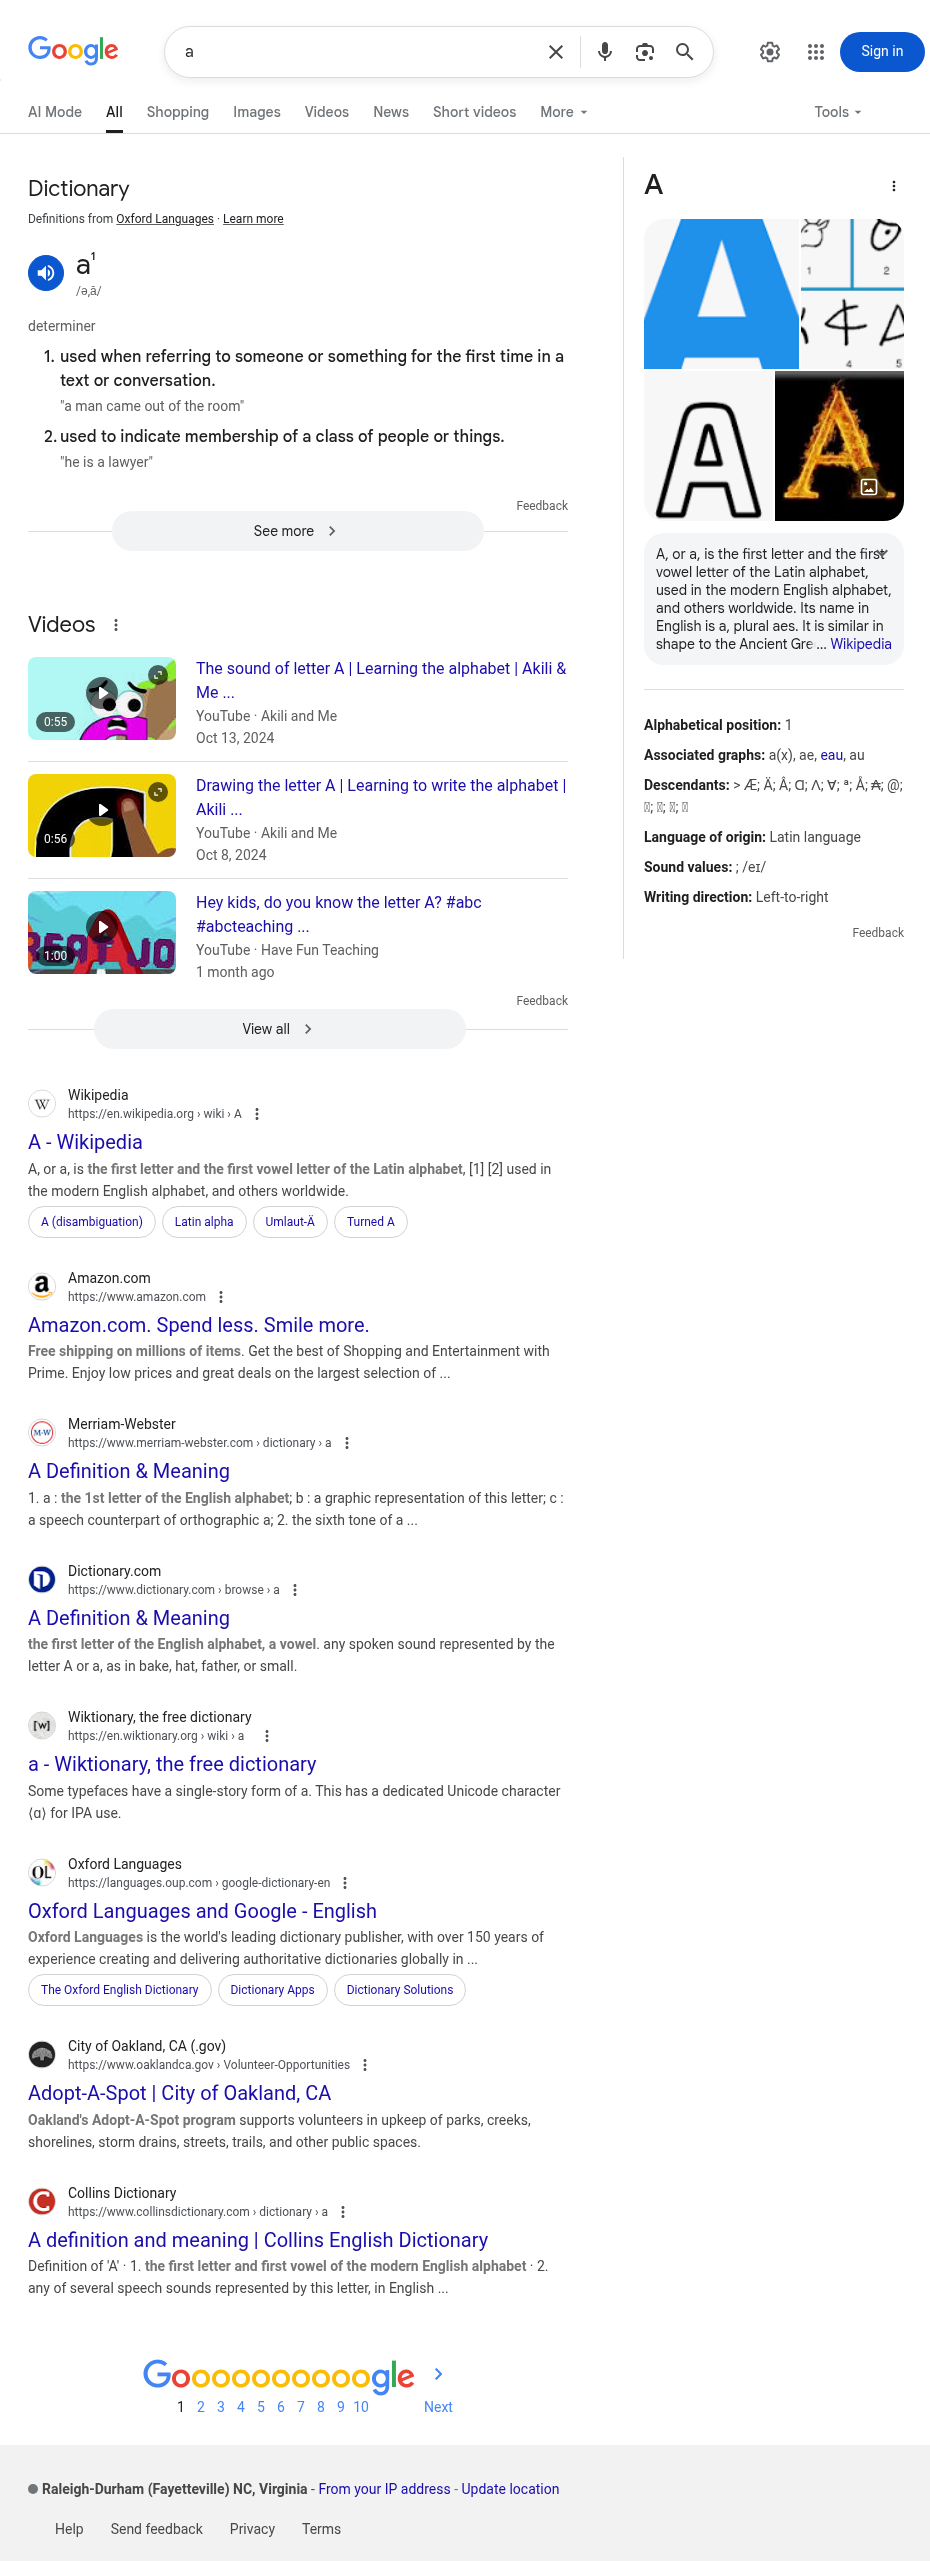 Google
a
Sign in
AI Mode
All
Shopping
Images
Videos
News
Short videos
More
Tools
Dictionary
Definitions from Oxford Languages · Learn more
a¹
/ə,ā/
determiner
1. used when referring to someone or something for the first time in a
text or conversation.
"a man came out of the room"
2. used to indicate membership of a class of people or things.
"he is a lawyer"
Feedback
See more
Videos
0:55
The sound of letter A | Learning the alphabet | Akili &
Me ...
YouTube · Akili and Me
Oct 13, 2024
0:56
Drawing the letter A | Learning to write the alphabet |
Akili ...
YouTube · Akili and Me
Oct 8, 2024
1:00
Hey kids, do you know the letter A? #abc
#abcteaching ...
YouTube · Have Fun Teaching
1 month ago
Feedback
View all
Wikipedia
https://en.wikipedia.org › wiki › A
A - Wikipedia
A, or a, is the first letter and the first vowel letter of the Latin alphabet, [1] [2] used in
the modern English alphabet, and others worldwide.
A (disambiguation)
Latin alpha
Umlaut-Ä
Turned A
Amazon.com
https://www.amazon.com
Amazon.com. Spend less. Smile more.
Free shipping on millions of items. Get the best of Shopping and Entertainment with
Prime. Enjoy low prices and great deals on the largest selection of ...
Merriam-Webster
https://www.merriam-webster.com › dictionary › a
A Definition & Meaning
1. a : the 1st letter of the English alphabet; b : a graphic representation of this letter; c :
a speech counterpart of orthographic a; 2. the sixth tone of a ...
Dictionary.com
https://www.dictionary.com › browse › a
A Definition & Meaning
the first letter of the English alphabet, a vowel. any spoken sound represented by the
letter A or a, as in bake, hat, father, or small.
Wiktionary, the free dictionary
https://en.wiktionary.org › wiki › a
a - Wiktionary, the free dictionary
Some typefaces have a single-story form of a. This has a dedicated Unicode character
⟨ɑ⟩ for IPA use.
Oxford Languages
https://languages.oup.com › google-dictionary-en
Oxford Languages and Google - English
Oxford Languages is the world's leading dictionary publisher, with over 150 years of
experience creating and delivering authoritative dictionaries globally in ...
The Oxford English Dictionary
Dictionary Apps
Dictionary Solutions
City of Oakland, CA (.gov)
https://www.oaklandca.gov › Volunteer-Opportunities
Adopt-A-Spot | City of Oakland, CA
Oakland's Adopt-A-Spot program supports volunteers in upkeep of parks, creeks,
shorelines, storm drains, streets, trails, and other public spaces.
Collins Dictionary
https://www.collinsdictionary.com › dictionary › a
A definition and meaning | Collins English Dictionary
Definition of 'A' · 1. the first letter and first vowel of the modern English alphabet · 2.
any of several speech sounds represented by this letter, in English ...
A
A
1
2
4
5
A
A
A, or a, is the first letter and the first
vowel letter of the Latin alphabet,
used in the modern English alphabet,
and others worldwide. Its name in
English is a, plural aes. It is similar in
shape to the Ancient Gre... Wikipedia
Alphabetical position: 1
Associated graphs: a(x), ae, eau, au
Descendants: > Æ; Ä; Â; Ɑ; Λ; Ɐ; ª; Å; ₳; @;
Language of origin: Latin language
Sound values: ; /eɪ/
Writing direction: Left-to-right
Feedback
Goooooooooogle
1 2 3 4 5 6 7 8 9 10 Next
Raleigh-Durham (Fayetteville) NC, Virginia - From your IP address - Update location
Help
Send feedback
Privacy
Terms